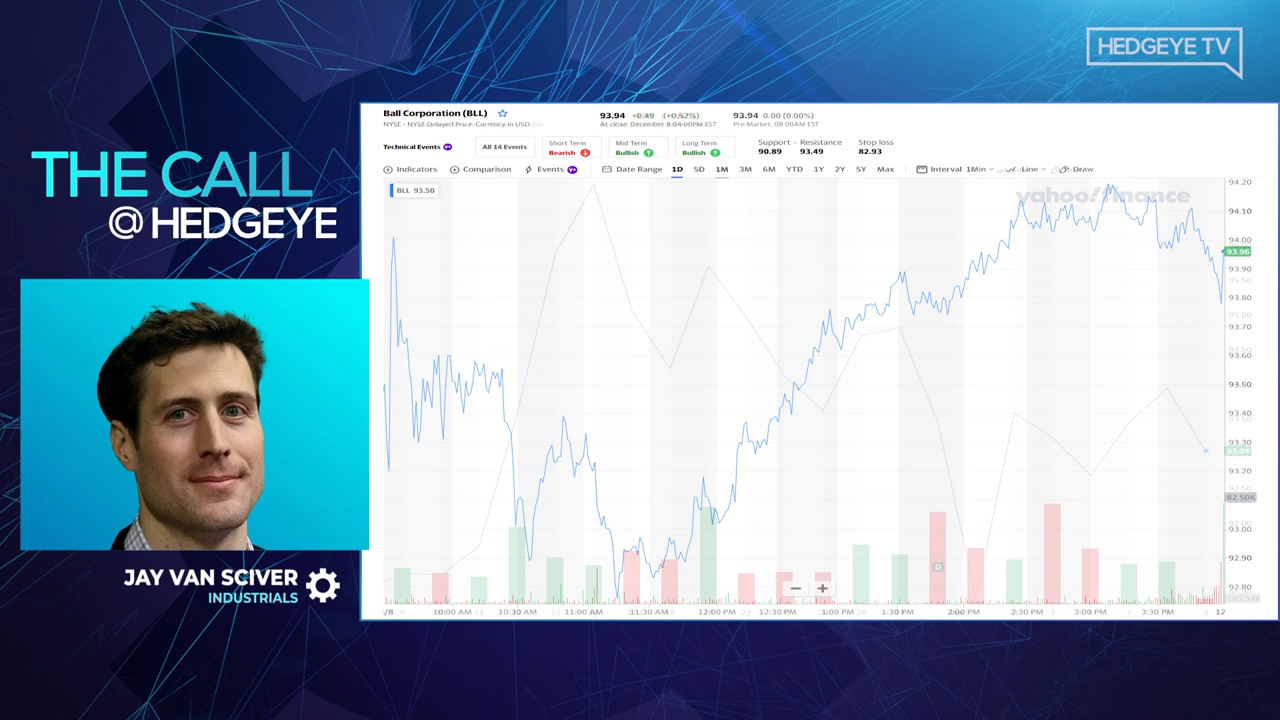 HEDGEYE TV
THE CALL
@HEDGEYE
JAY VAN SCIVER
INDUSTRIALS
Ball Corporation (BLL)
NYSE - NYSE Delayed Price. Currency in USD
93.94 +0.49 (+0.52%)
At close: December 8 04:00PM EST
93.94 0.00 (0.00%)
Pre-Market: 08:00AM EST
Technical Events
All 14 Events
Short Term
Bearish
Mid Term
Bullish
Long Term
Bullish
Support - Resistance
90.89 93.49
Stop loss
82.93
Indicators Comparison Events Date Range 1D 5D 1M 3M 6M YTD 1Y 2Y 5Y Max Interval 1Min Line Draw
BLL 93.50
yahoo!finance
94.20
94.10
94.00
93.96
93.90
93.80
93.70
93.60
93.50
93.40
93.30
93.04
93.20
82.50K
93.00
92.90
92.80
D
10:00 AM 10:30 AM 11:00 AM 11:30 AM 12:00 PM 12:30 PM 1:00 PM 1:30 PM 2:00 PM 2:30 PM 3:00 PM 3:30 PM 12